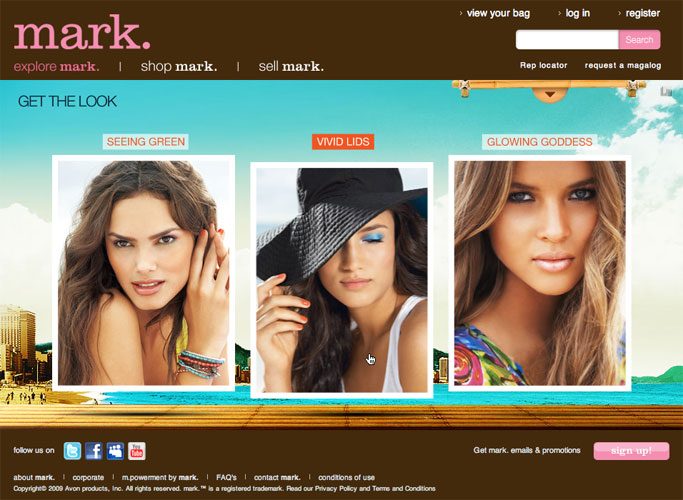 view your bag
log in
register
mark.
Search
explore mark. | shop mark. | sell mark.
Rep locator
request a magalog
GET THE LOOK
SEEING GREEN
VIVID LIDS
GLOWING GODDESS
follow us on
You Tube
Get mark. emails & promotions
sign up!
about mark. | corporate | m.powerment by mark. | FAQ's | contact mark. | conditions of use
Copyright© 2009 Avon products, Inc. All rights reserved. mark.™ is a registered trademark. Read our Privacy Policy and Terms and Conditions